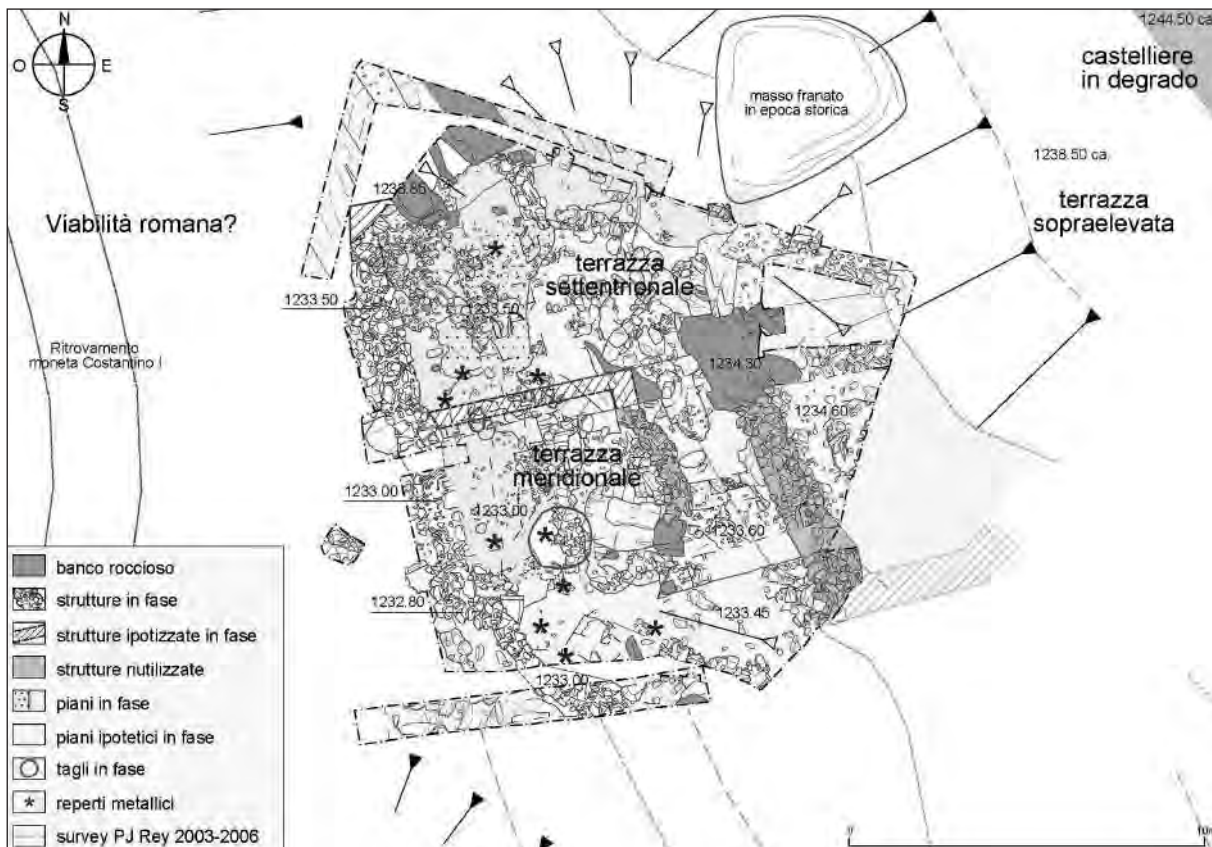 N
O
E
S
1244.50 ca
castelliere
in degrado
masso franato
in epoca storica
1238.50 ca
terrazza
sopraelevata
Viabilità romana?
1233.85
terrazza
settentrionale
1233.50
1233.50
Ritrovamento
moneta Costantino I
1234.30
1234.60
terrazza
meridionale
1233.00
1233.00
1233.60
1232.80
1233.45
1233.00
banco roccioso
strutture in fase
strutture ipotizzate in fase
strutture riutilizzate
piani in fase
piani ipotetici in fase
tagli in fase
reperti metallici
survey PJ Rey 2003-2006
0